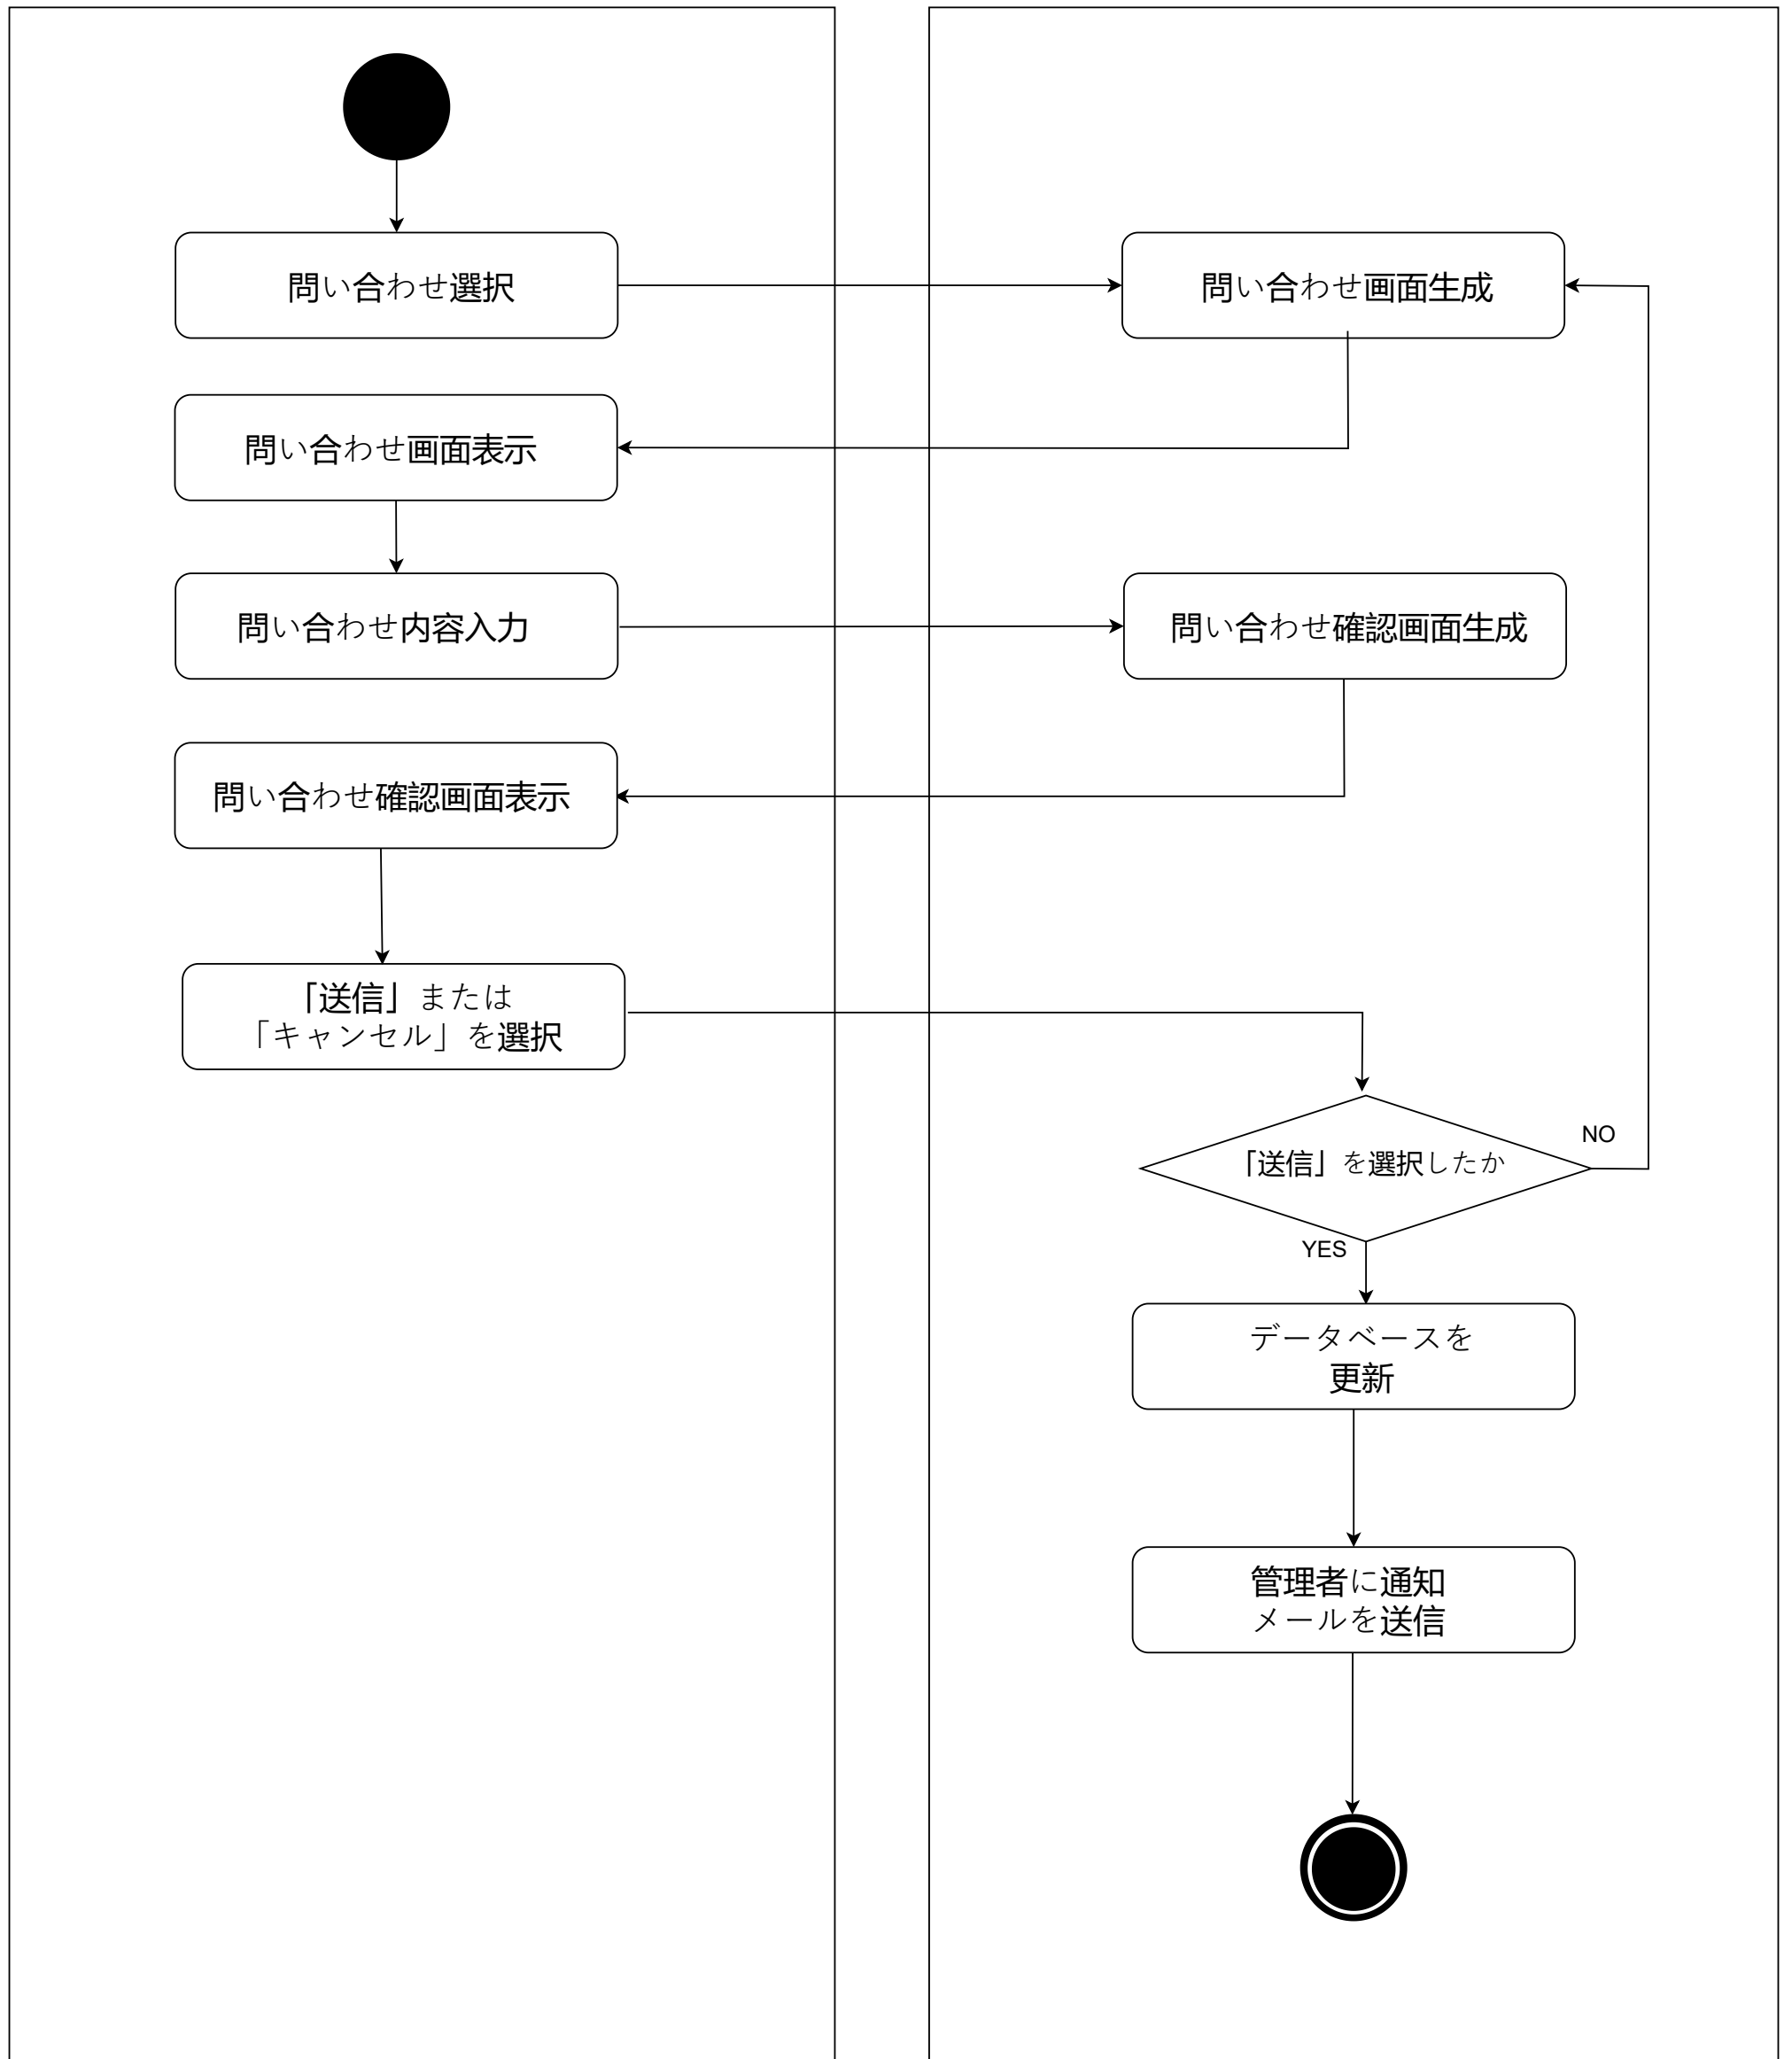 問い合わせ選択
問い合わせ画面生成
問い合わせ画面表示
問い合わせ内容入力
問い合わせ確認画面生成
問い合わせ確認画面表示
「送信」または
「キャンセル」を選択
「送信」を選択したか
NO
YES
データベースを
更新
管理者に通知
メールを送信